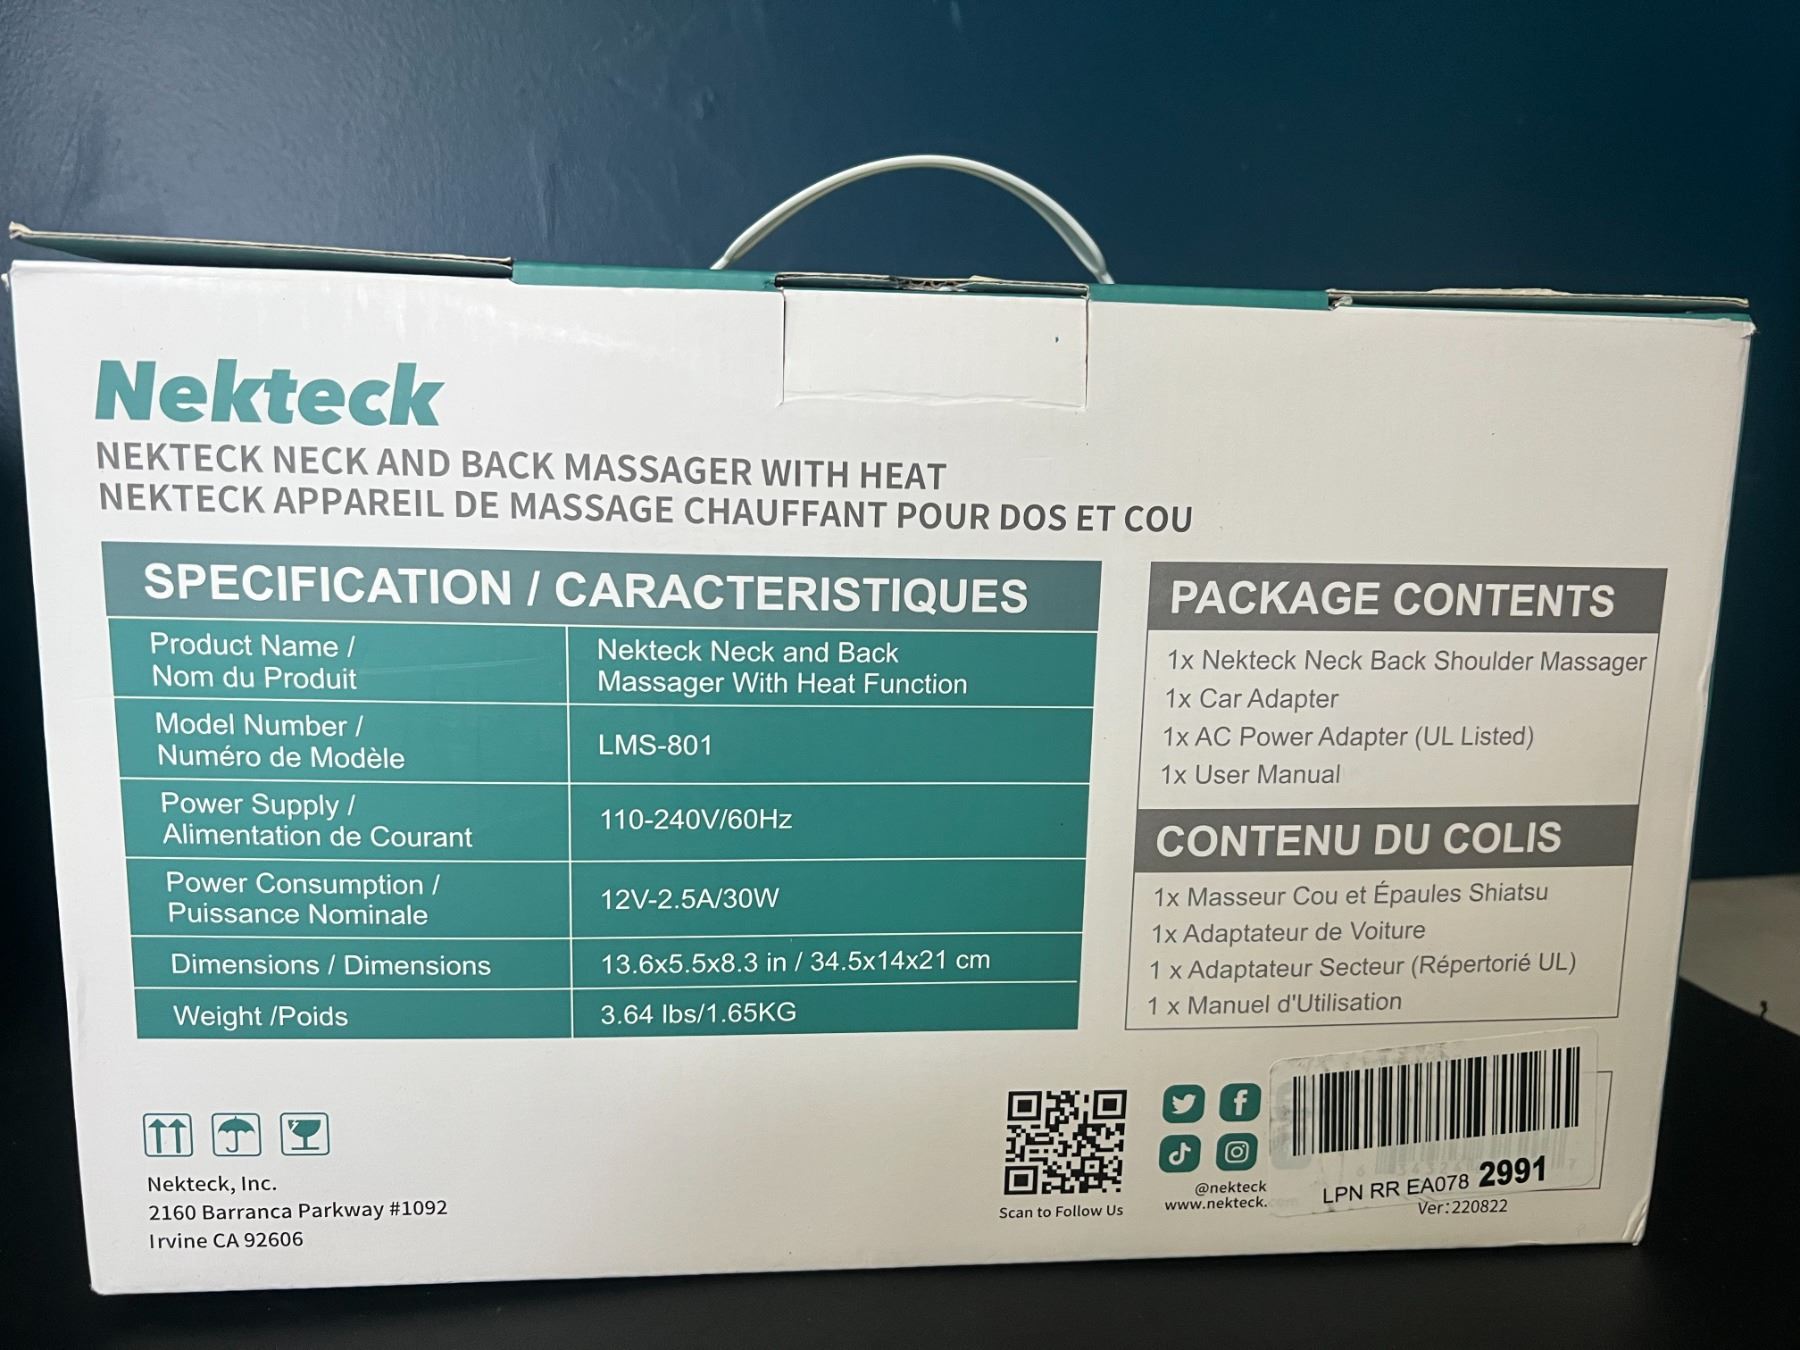 Nekteck
NEKTECK NECK AND BACK MASSAGER WITH HEAT
NEKTECK APPAREIL DE MASSAGE CHAUFFANT POUR DOS ET COU
SPECIFICATION / CARACTERISTIQUES
Product Name /
Nom du Produit
Nekteck Neck and Back
Massager With Heat Function
Model Number /
Numéro de Modèle
LMS-801
Power Supply /
Alimentation de Courant
110-240V/60Hz
Power Consumption /
Puissance Nominale
12V-2.5A/30W
Dimensions / Dimensions
13.6x5.5x8.3 in / 34.5x14x21 cm
Weight /Poids
3.64 lbs/1.65KG
PACKAGE CONTENTS
1x Nekteck Neck Back Shoulder Massager
1x Car Adapter
1x AC Power Adapter (UL Listed)
1x User Manual
CONTENU DU COLIS
1x Masseur Cou et Épaules Shiatsu
1x Adaptateur de Voiture
1 x Adaptateur Secteur (Répertorié UL)
1 x Manuel d'Utilisation
Nekteck, Inc.
2160 Barranca Parkway #1092
Irvine CA 92606
Scan to Follow Us
@nekteck
www.nekteck.
LPN RR EA078 2991
Ver:220822